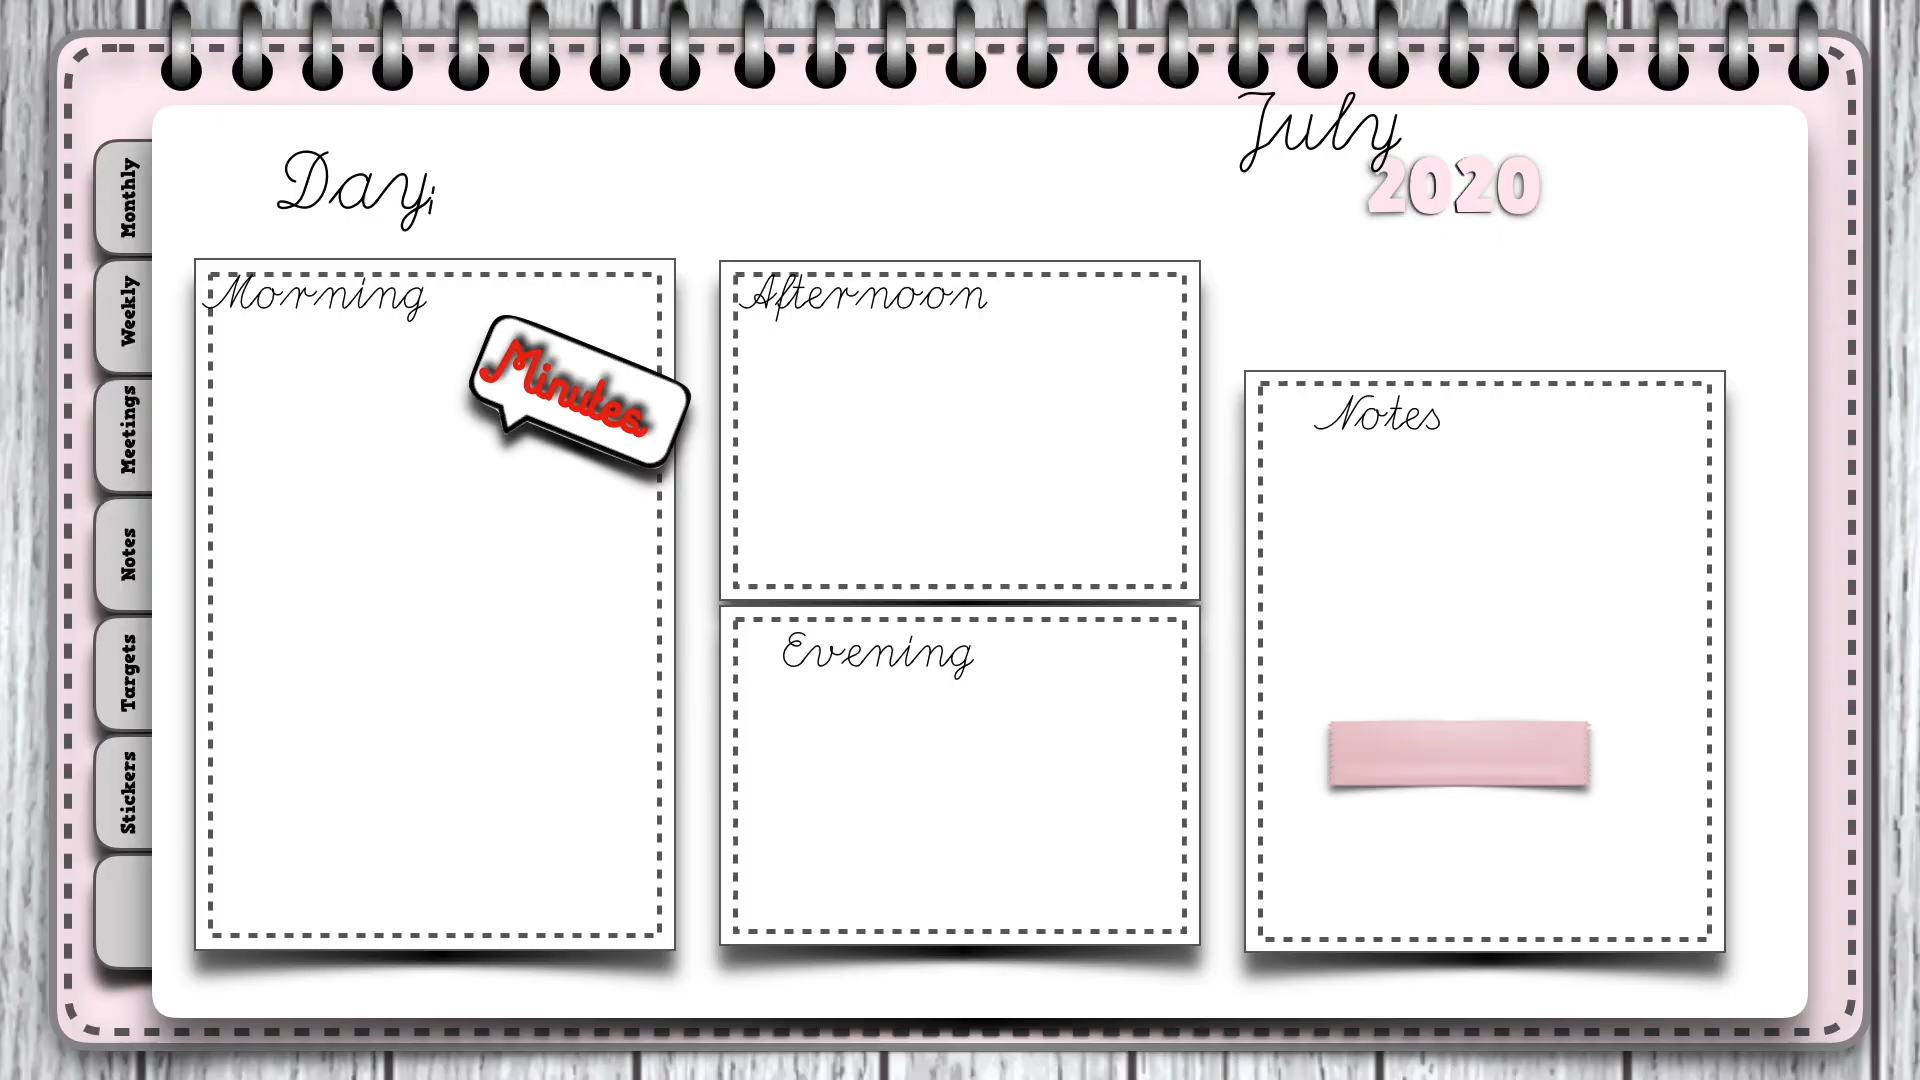 July
2020
Day;
Monthly
Weekly
Meetings
Notes
Targets
Stickers
Morning
Minutes
Afternoon
Evening
Notes